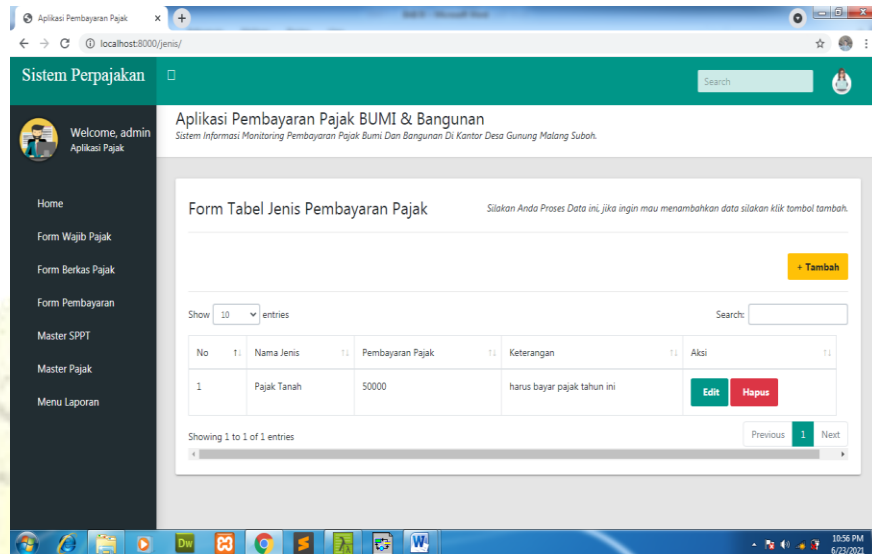 Aplikasi Pembayaran Pajak
localhost:8000/jenis/
Sistem Perpajakan
Search
Welcome, admin
Aplikasi Pajak
Aplikasi Pembayaran Pajak BUMI & Bangunan
Sistem Informasi Monitoring Pembayaran Pajak Bumi Dan Bangunan Di Kantor Desa Gunung Malang Suboh.
Home
Form Wajib Pajak
Form Berkas Pajak
Form Pembayaran
Master SPPT
Master Pajak
Menu Laporan
Form Tabel Jenis Pembayaran Pajak
Silakan Anda Proses Data ini, jika ingin mau menambahkan data silakan klik tombol tambah.
+ Tambah
Show 10 entries
Search:
No Nama Jenis Pembayaran Pajak Keterangan Aksi
1 Pajak Tanah 50000 harus bayar pajak tahun ini Edit Hapus
Showing 1 to 1 of 1 entries
Previous 1 Next
Dw
W
10:56 PM
6/23/2021